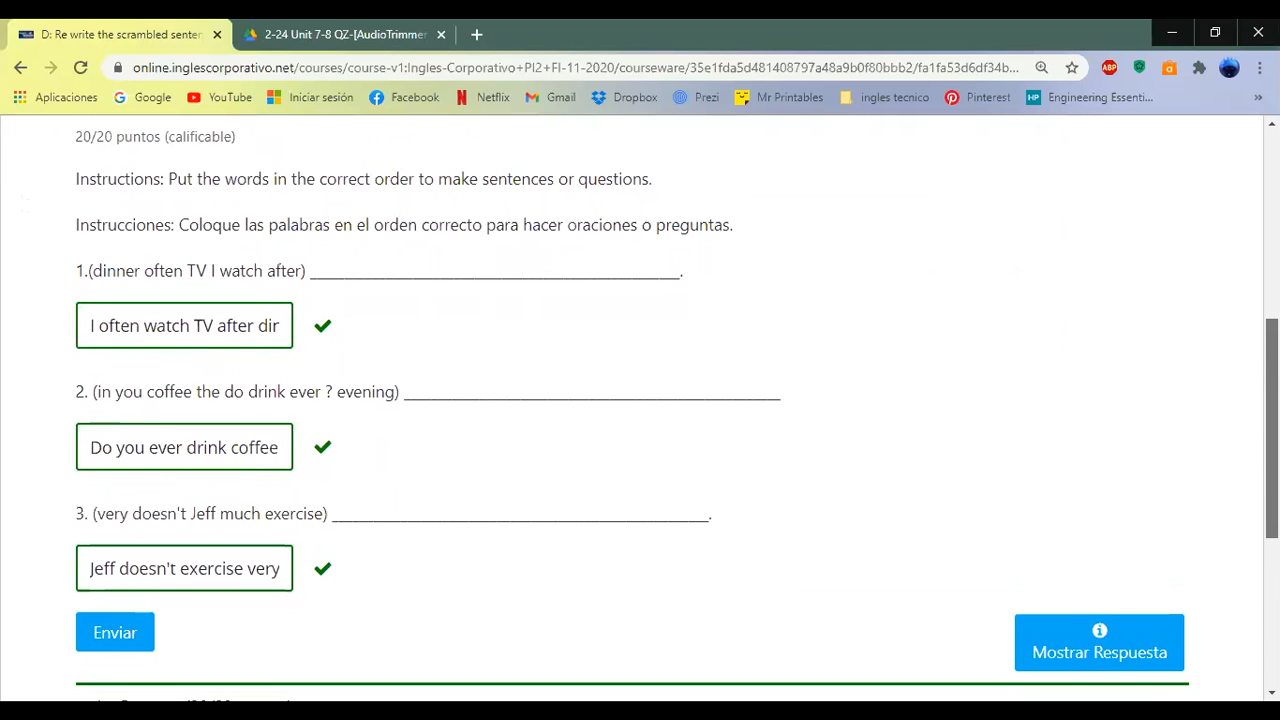 D: Re write the scrambled senter
2-24 Unit 7-8 QZ-[AudioTrimmer
online.inglescorporativo.net/courses/course-v1:Ingles-Corporativo+PI2+FI-11-2020/courseware/35e1fda5d481408797a48a9b0f80bbb2/fa1fa53d6df34b...
Aplicaciones Google YouTube Iniciar sesión Facebook Netflix Gmail Dropbox Prezi Mr Printables ingles tecnico Pinterest Engineering Essenti... »
20/20 puntos (calificable)
Instructions: Put the words in the correct order to make sentences or questions.
Instrucciones: Coloque las palabras en el orden correcto para hacer oraciones o preguntas.
1.(dinner often TV I watch after) ________________________________________.
I often watch TV after dir
2. (in you coffee the do drink ever ? evening) ________________________________________
Do you ever drink coffee
3. (very doesn't Jeff much exercise) ________________________________________.
Jeff doesn't exercise very
Enviar
Mostrar Respuesta